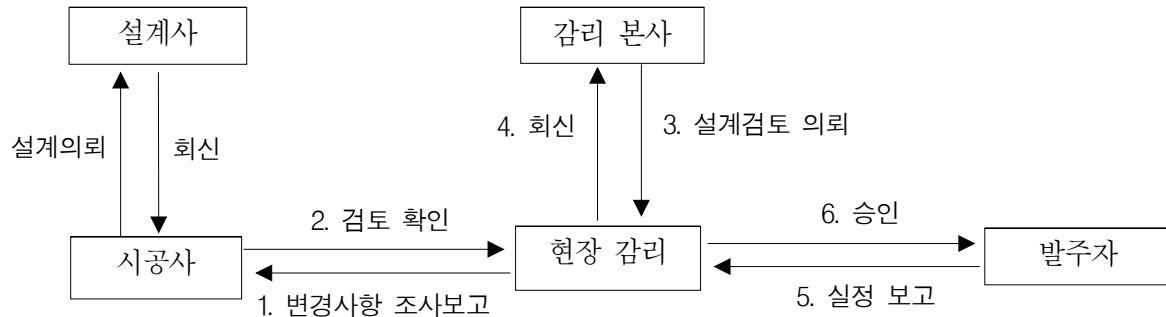 설계사
감리 본사
4. 회신
3. 설계검토 의뢰
설계의뢰
회신
2. 검토 확인
6. 승인
시공사
현장 감리
발주자
1. 변경사항 조사보고
5. 실정 보고